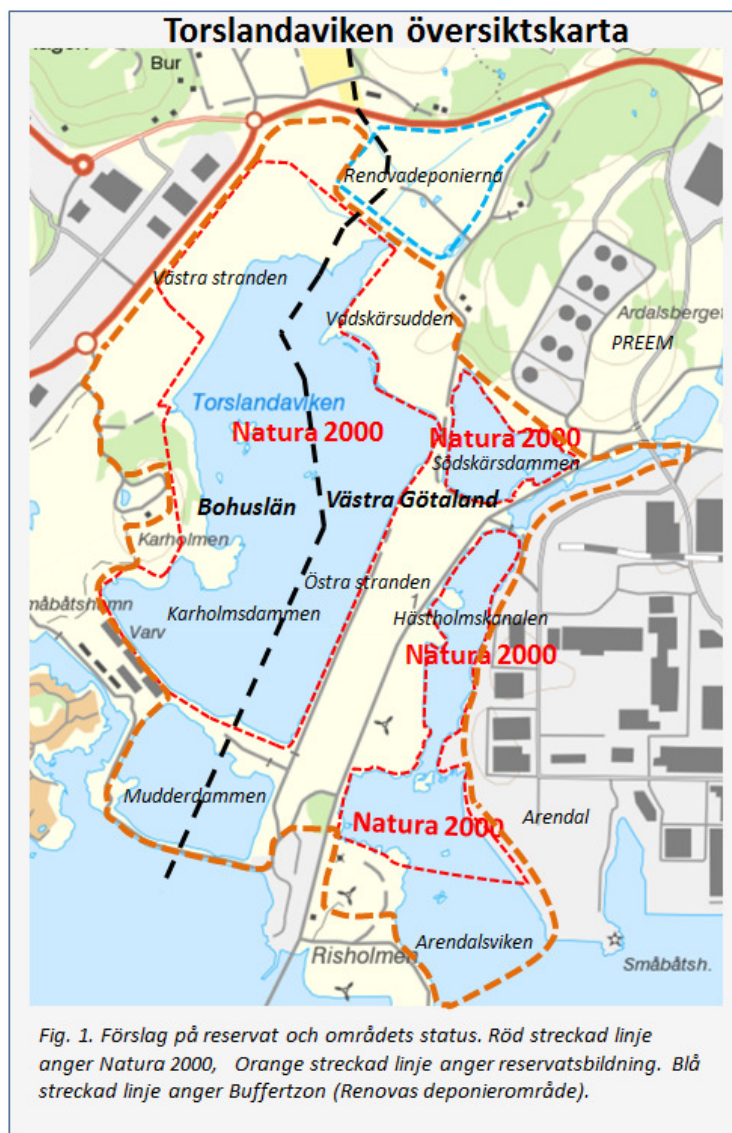 Torslandaviken översiktskarta
Bur
Renovadeponierna
Västra stranden
Vadskärsudden
Ardalsberget
PREEM
Torslandaviken
Natura 2000
Natura 2000
Södskärsdammen
Bohuslän
Västra Götaland
Karholmen
Östra stranden
Karholmsdammen
Hästholmskanalen
Varv
Natura 2000
Mudderdammen
Natura 2000
Arendal
Arendalsviken
Risholmen
Småbåtsh.
Fig. 1. Förslag på reservat och områdets status. Röd streckad linje
anger Natura 2000, Orange streckad linje anger reservatsbildning. Blå
streckad linje anger Buffertzon (Renovas deponierområde).